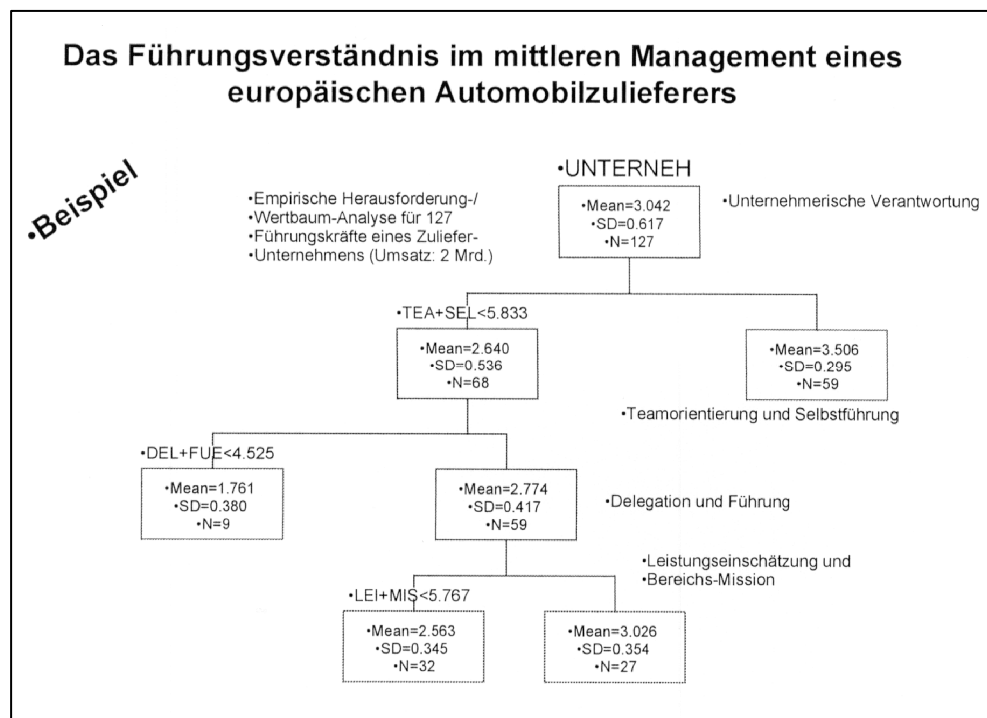 Das Führungsverständnis im mittleren Management eines
europäischen Automobilzulieferers
•Beispiel
•Empirische Herausforderung-/
•Wertbaum-Analyse für 127
•Führungskräfte eines Zuliefer-
•Unternehmens (Umsatz: 2 Mrd.)
•UNTERNEH
•Mean=3.042
•SD=0.617
•N=127
•Unternehmerische Verantwortung
•TEA+SEL<5.833
•Mean=2.640
•SD=0.536
•N=68
•Mean=3.506
•SD=0.295
•N=59
•Teamorientierung und Selbstführung
•DEL+FUE<4.525
•Mean=1.761
•SD=0.380
•N=9
•Mean=2.774
•SD=0.417
•N=59
•Delegation und Führung
•Leistungseinschätzung und
•Bereichs-Mission
•LEI+MIS<5.767
•Mean=2.563
•SD=0.345
•N=32
•Mean=3.026
•SD=0.354
•N=27